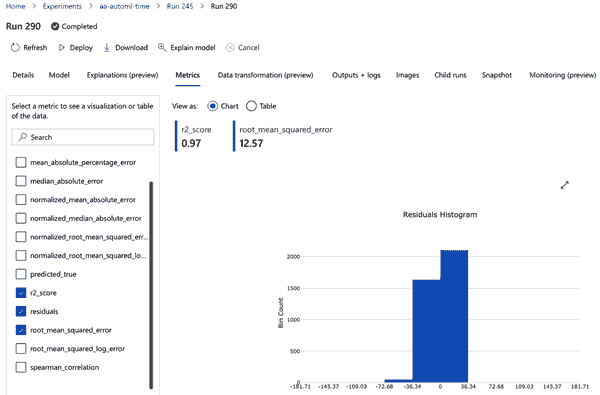 Home > Experiments > aa-automl-time > Run 245 > Run 290
Run 290 Completed
Refresh Deploy Download Explain model Cancel
Details Model Explanations (preview) Metrics Data transformation (preview) Outputs + logs Images Child runs Snapshot Monitoring (preview)
Select a metric to see a visualization or table
of the data.
Search
mean_absolute_percentage_error
median_absolute_error
normalized_mean_absolute_error
normalized_median_absolute_error
normalized_root_mean_squared_err...
normalized_root_mean_squared_lo...
predicted_true
r2_score
residuals
root_mean_squared_error
root_mean_squared_log_error
spearman_correlation
View as: Chart Table
r2_score root_mean_squared_error
0.97 12.57
Residuals Histogram
Bin Count
2000
1500
1000
500
0
-181.71 -145.37 -109.03 -72.68 -36.34 0 36.34 72.68 109.03 145.37 181.71